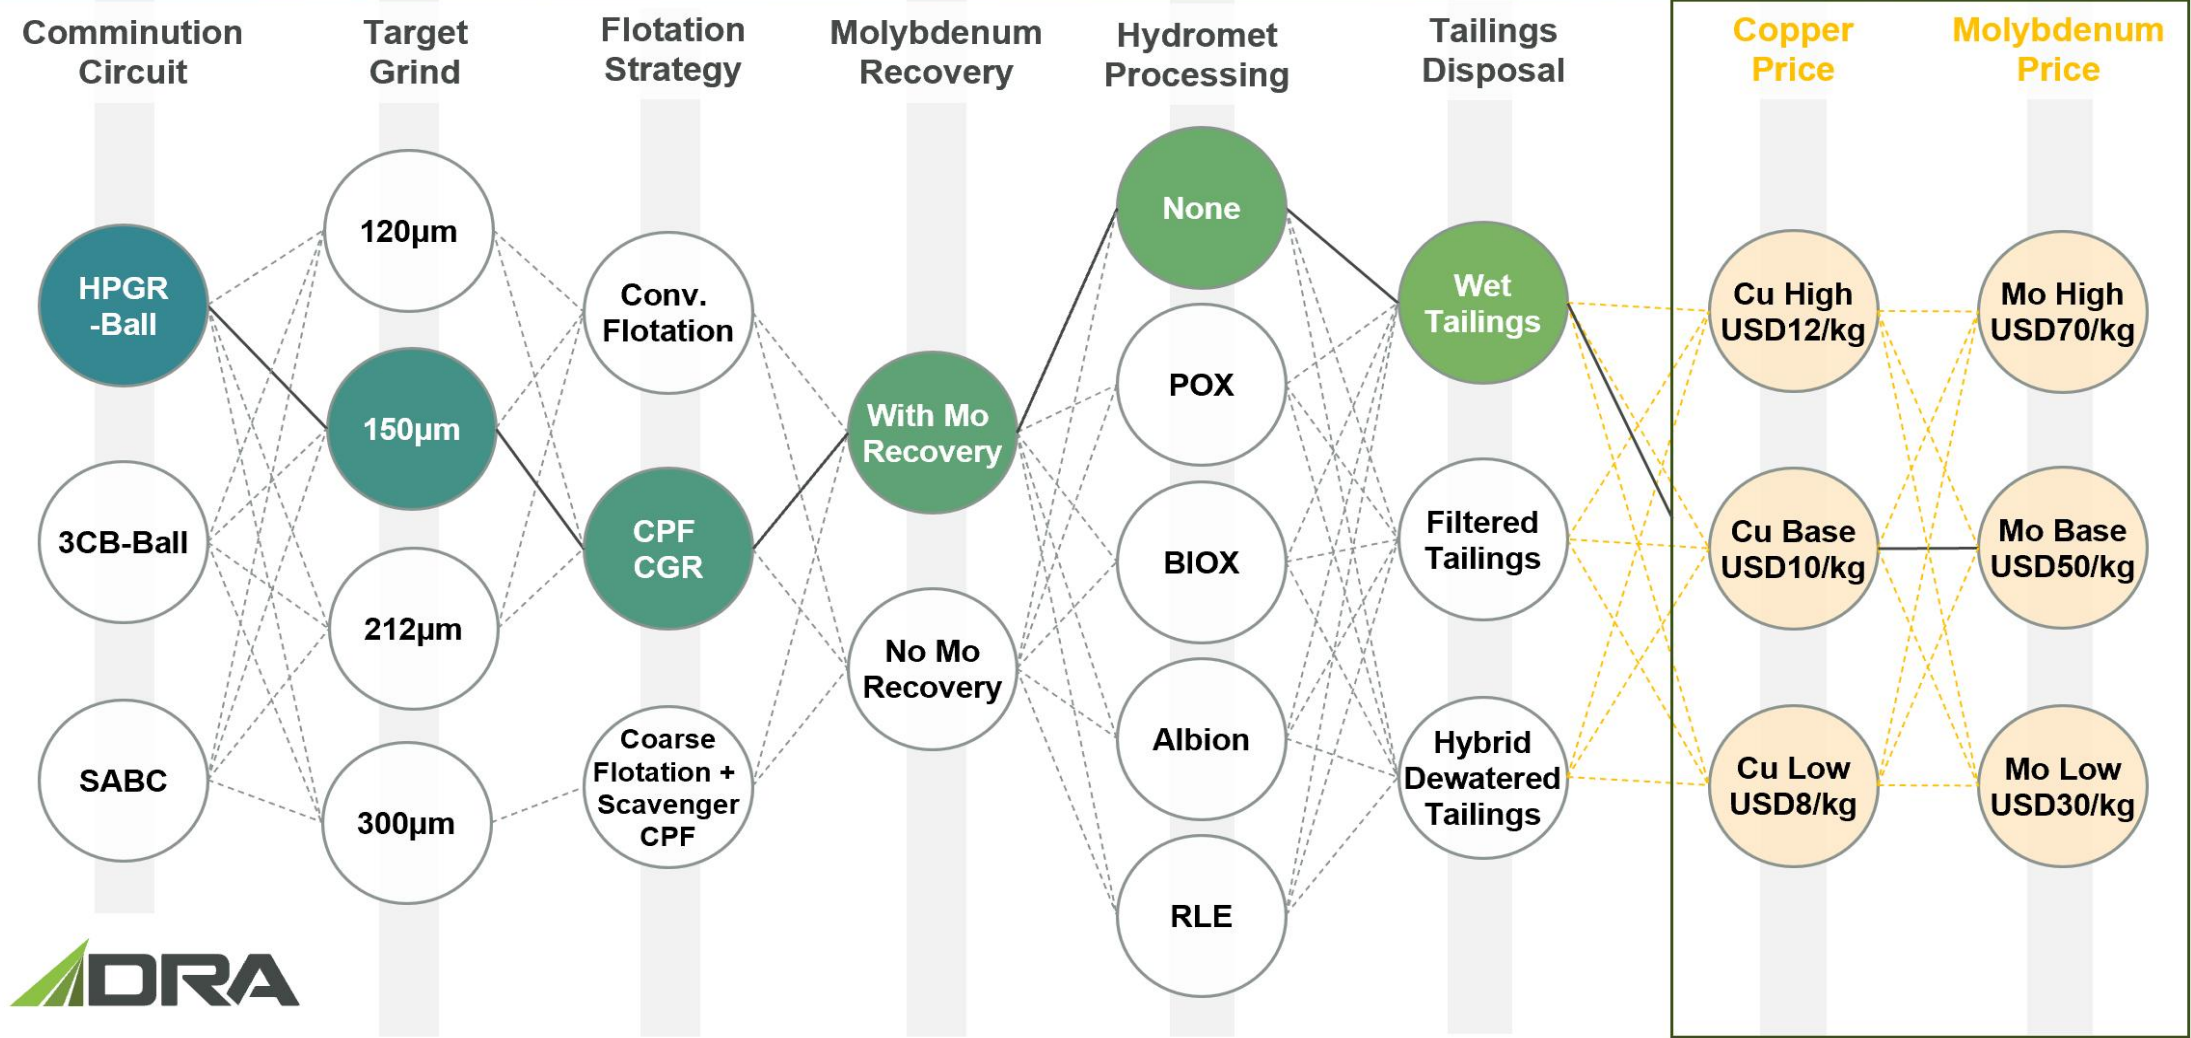 Comminution
Circuit
Target
Grind
Flotation
Strategy
Molybdenum
Recovery
Hydromet
Processing
Tailings
Disposal
Copper
Price
Molybdenum
Price
HPGR
-Ball
3CB-Ball
SABC
120µm
150µm
212µm
300µm
Conv.
Flotation
CPF
CGR
Coarse
Flotation +
Scavenger
CPF
With Mo
Recovery
No Mo
Recovery
None
POX
BIOX
Albion
RLE
Wet
Tailings
Filtered
Tailings
Hybrid
Dewatered
Tailings
Cu High
USD12/kg
Cu Base
USD10/kg
Cu Low
USD8/kg
Mo High
USD70/kg
Mo Base
USD50/kg
Mo Low
USD30/kg
DRA